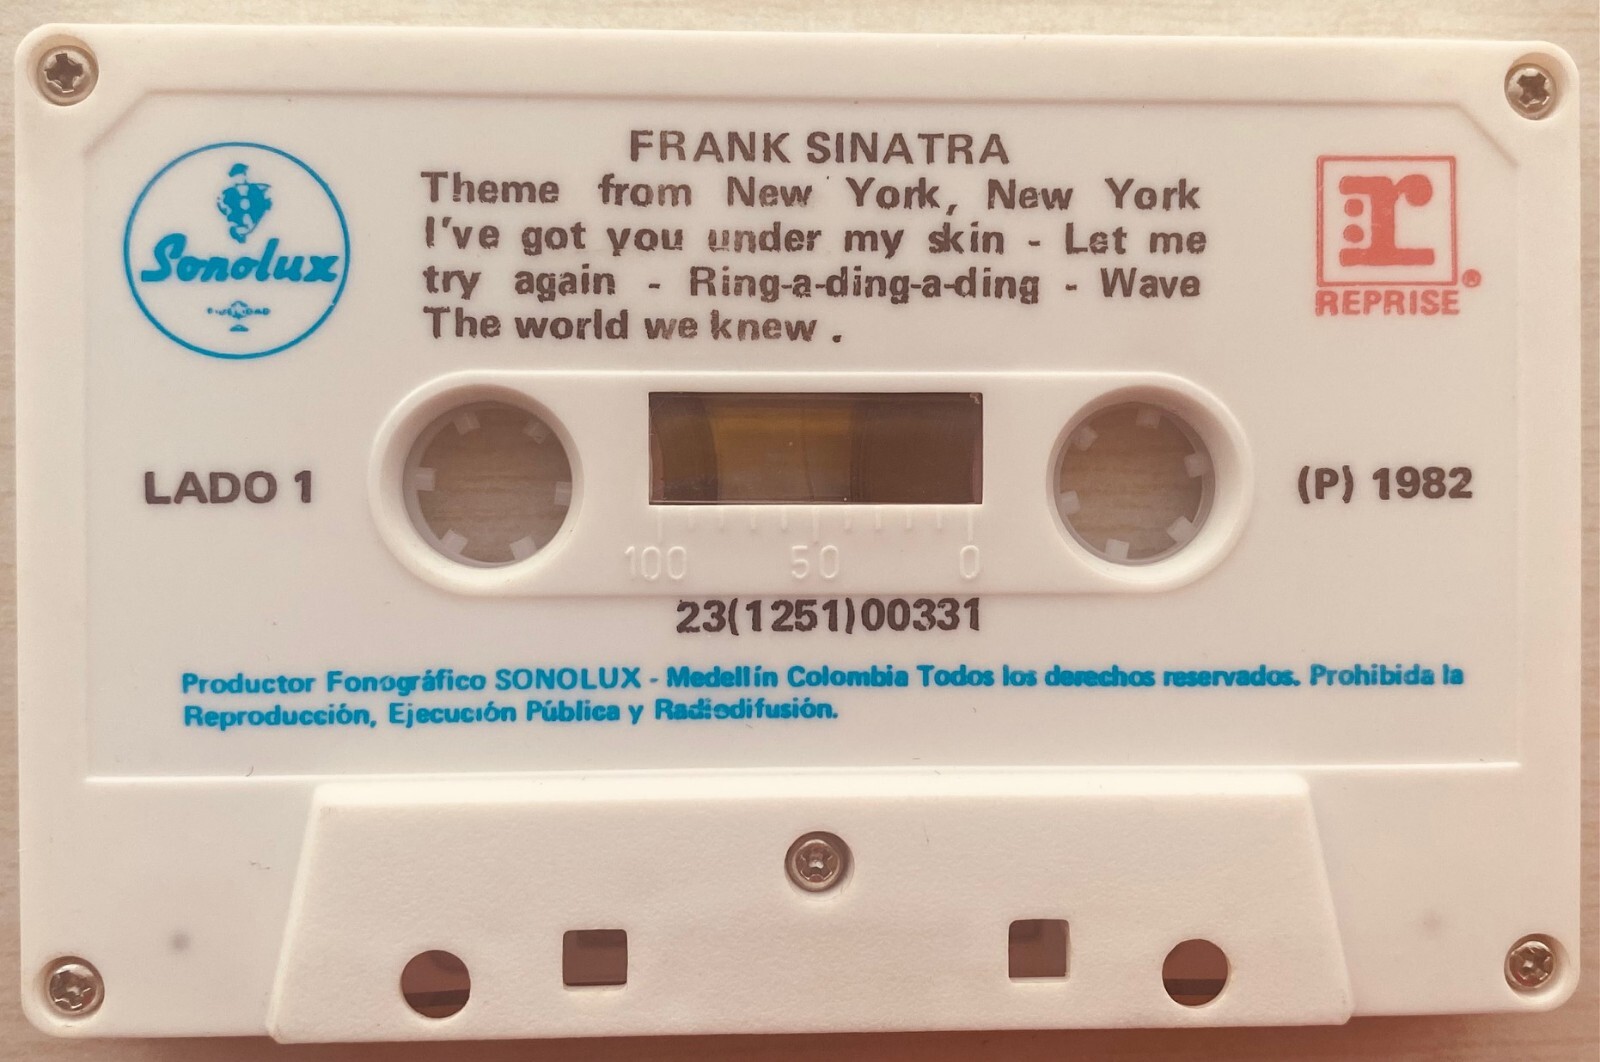 FRANK SINATRA
Theme from New York, New York
I've got you under my skin - Let me
try again - Ring-a-ding-a-ding - Wave
The world we knew .
Sonolux
REPRISE®
LADO 1
(P) 1982
100 50 0
23(1251)00331
Productor Fonográfico SONOLUX - Medellín Colombia Todos los derechos reservados. Prohibida la
Reproducción, Ejecución Pública y Radiodifusión.